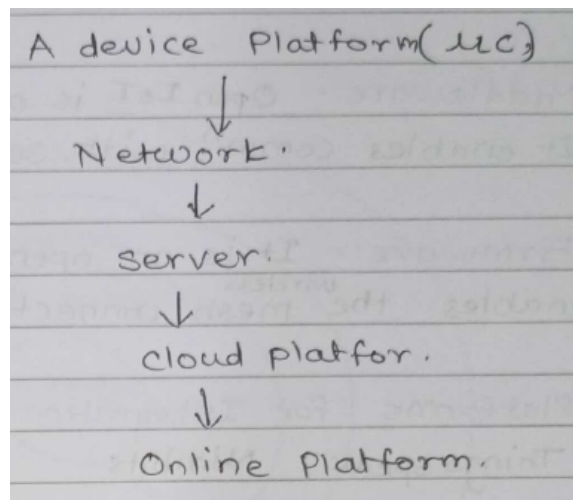 A device Platform(μc)
↓
Network
↓
server.
↓
cloud platfor.
↓
Online Platform.